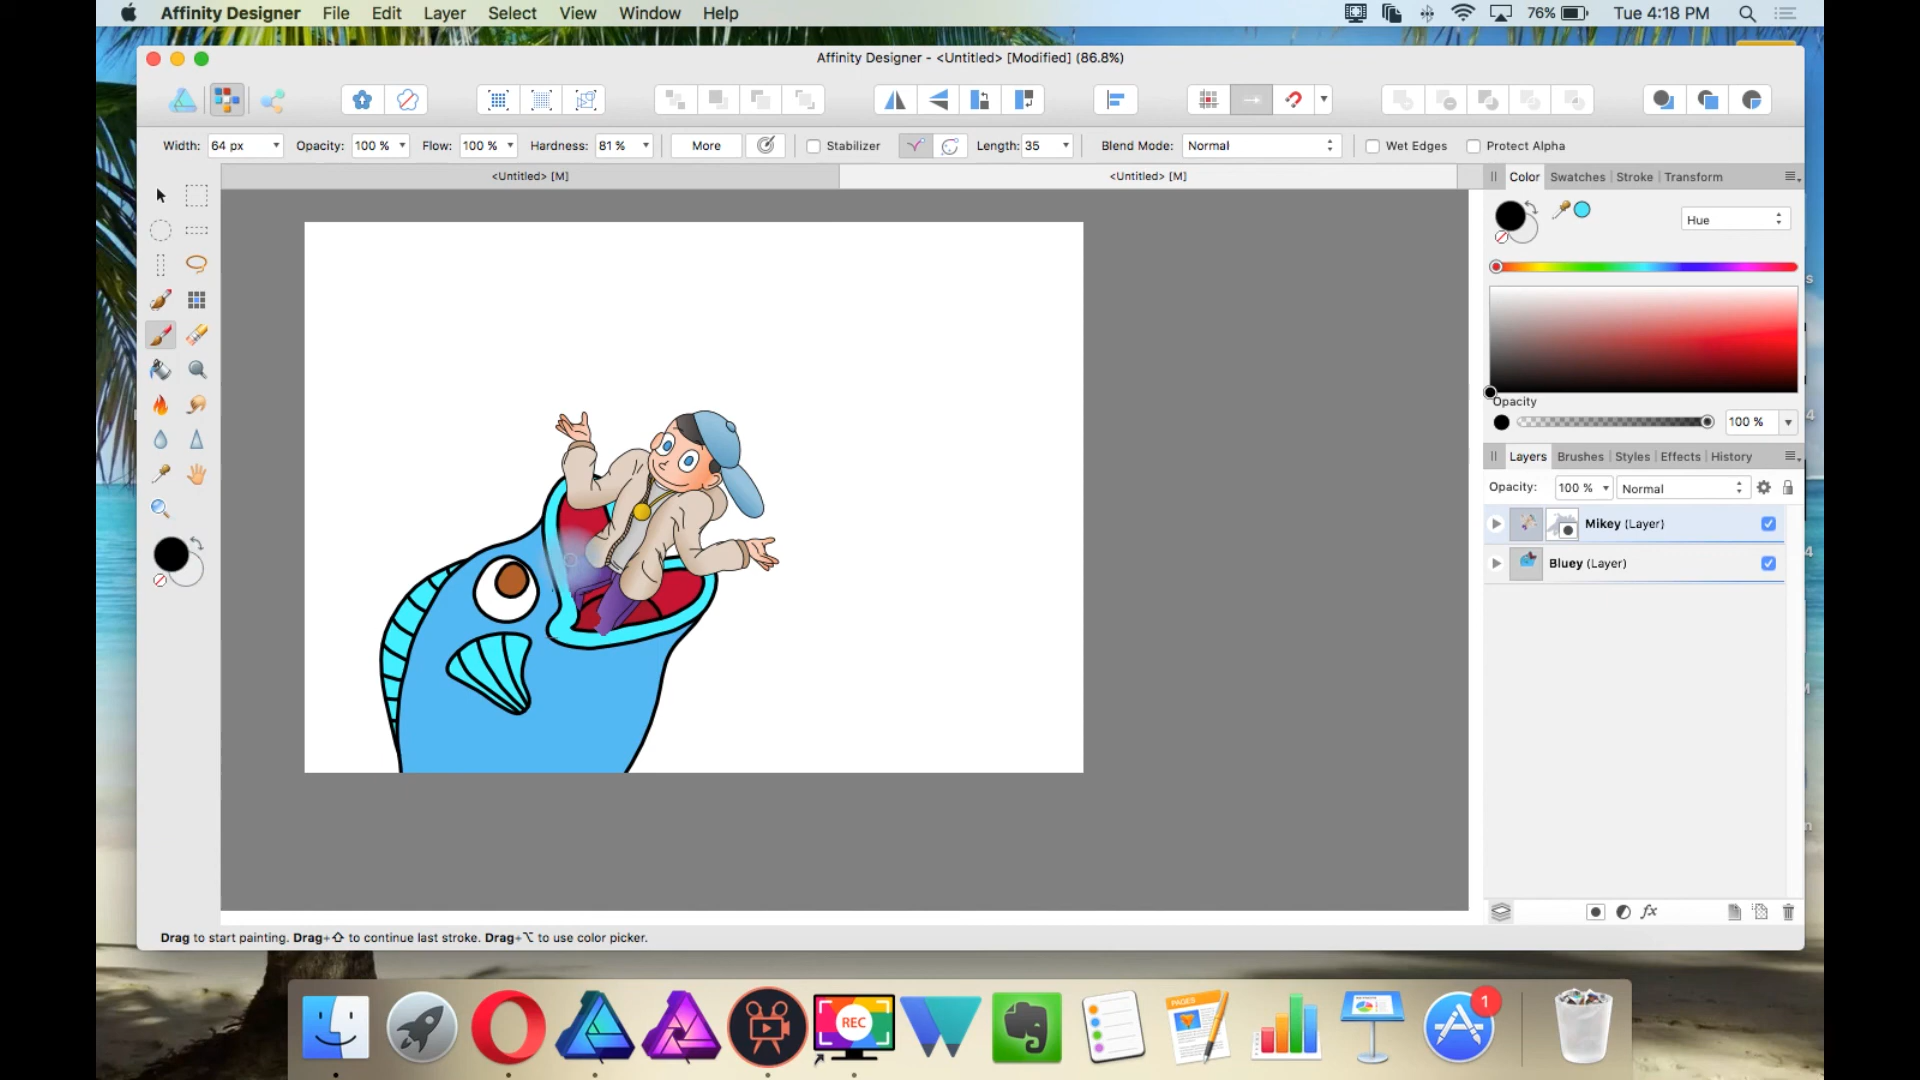 Affinity Designer File Edit Layer Select View Window Help 76% Tue 4:18 PM
Affinity Designer - <Untitled> [Modified] (86.8%)
Width: 64 px Opacity: 100 % Flow: 100 % Hardness: 81 % More Stabilizer Length: 35 Blend Mode: Normal Wet Edges Protect Alpha
<Untitled> [M] <Untitled> [M]
Color Swatches Stroke Transform
Hue
Opacity
100 %
Layers Brushes Styles Effects History
Opacity: 100 % Normal
Mikey (Layer)
Bluey (Layer)
fx
Drag to start painting. Drag+⇧ to continue last stroke. Drag+⌥ to use color picker.
REC
PAGES
1